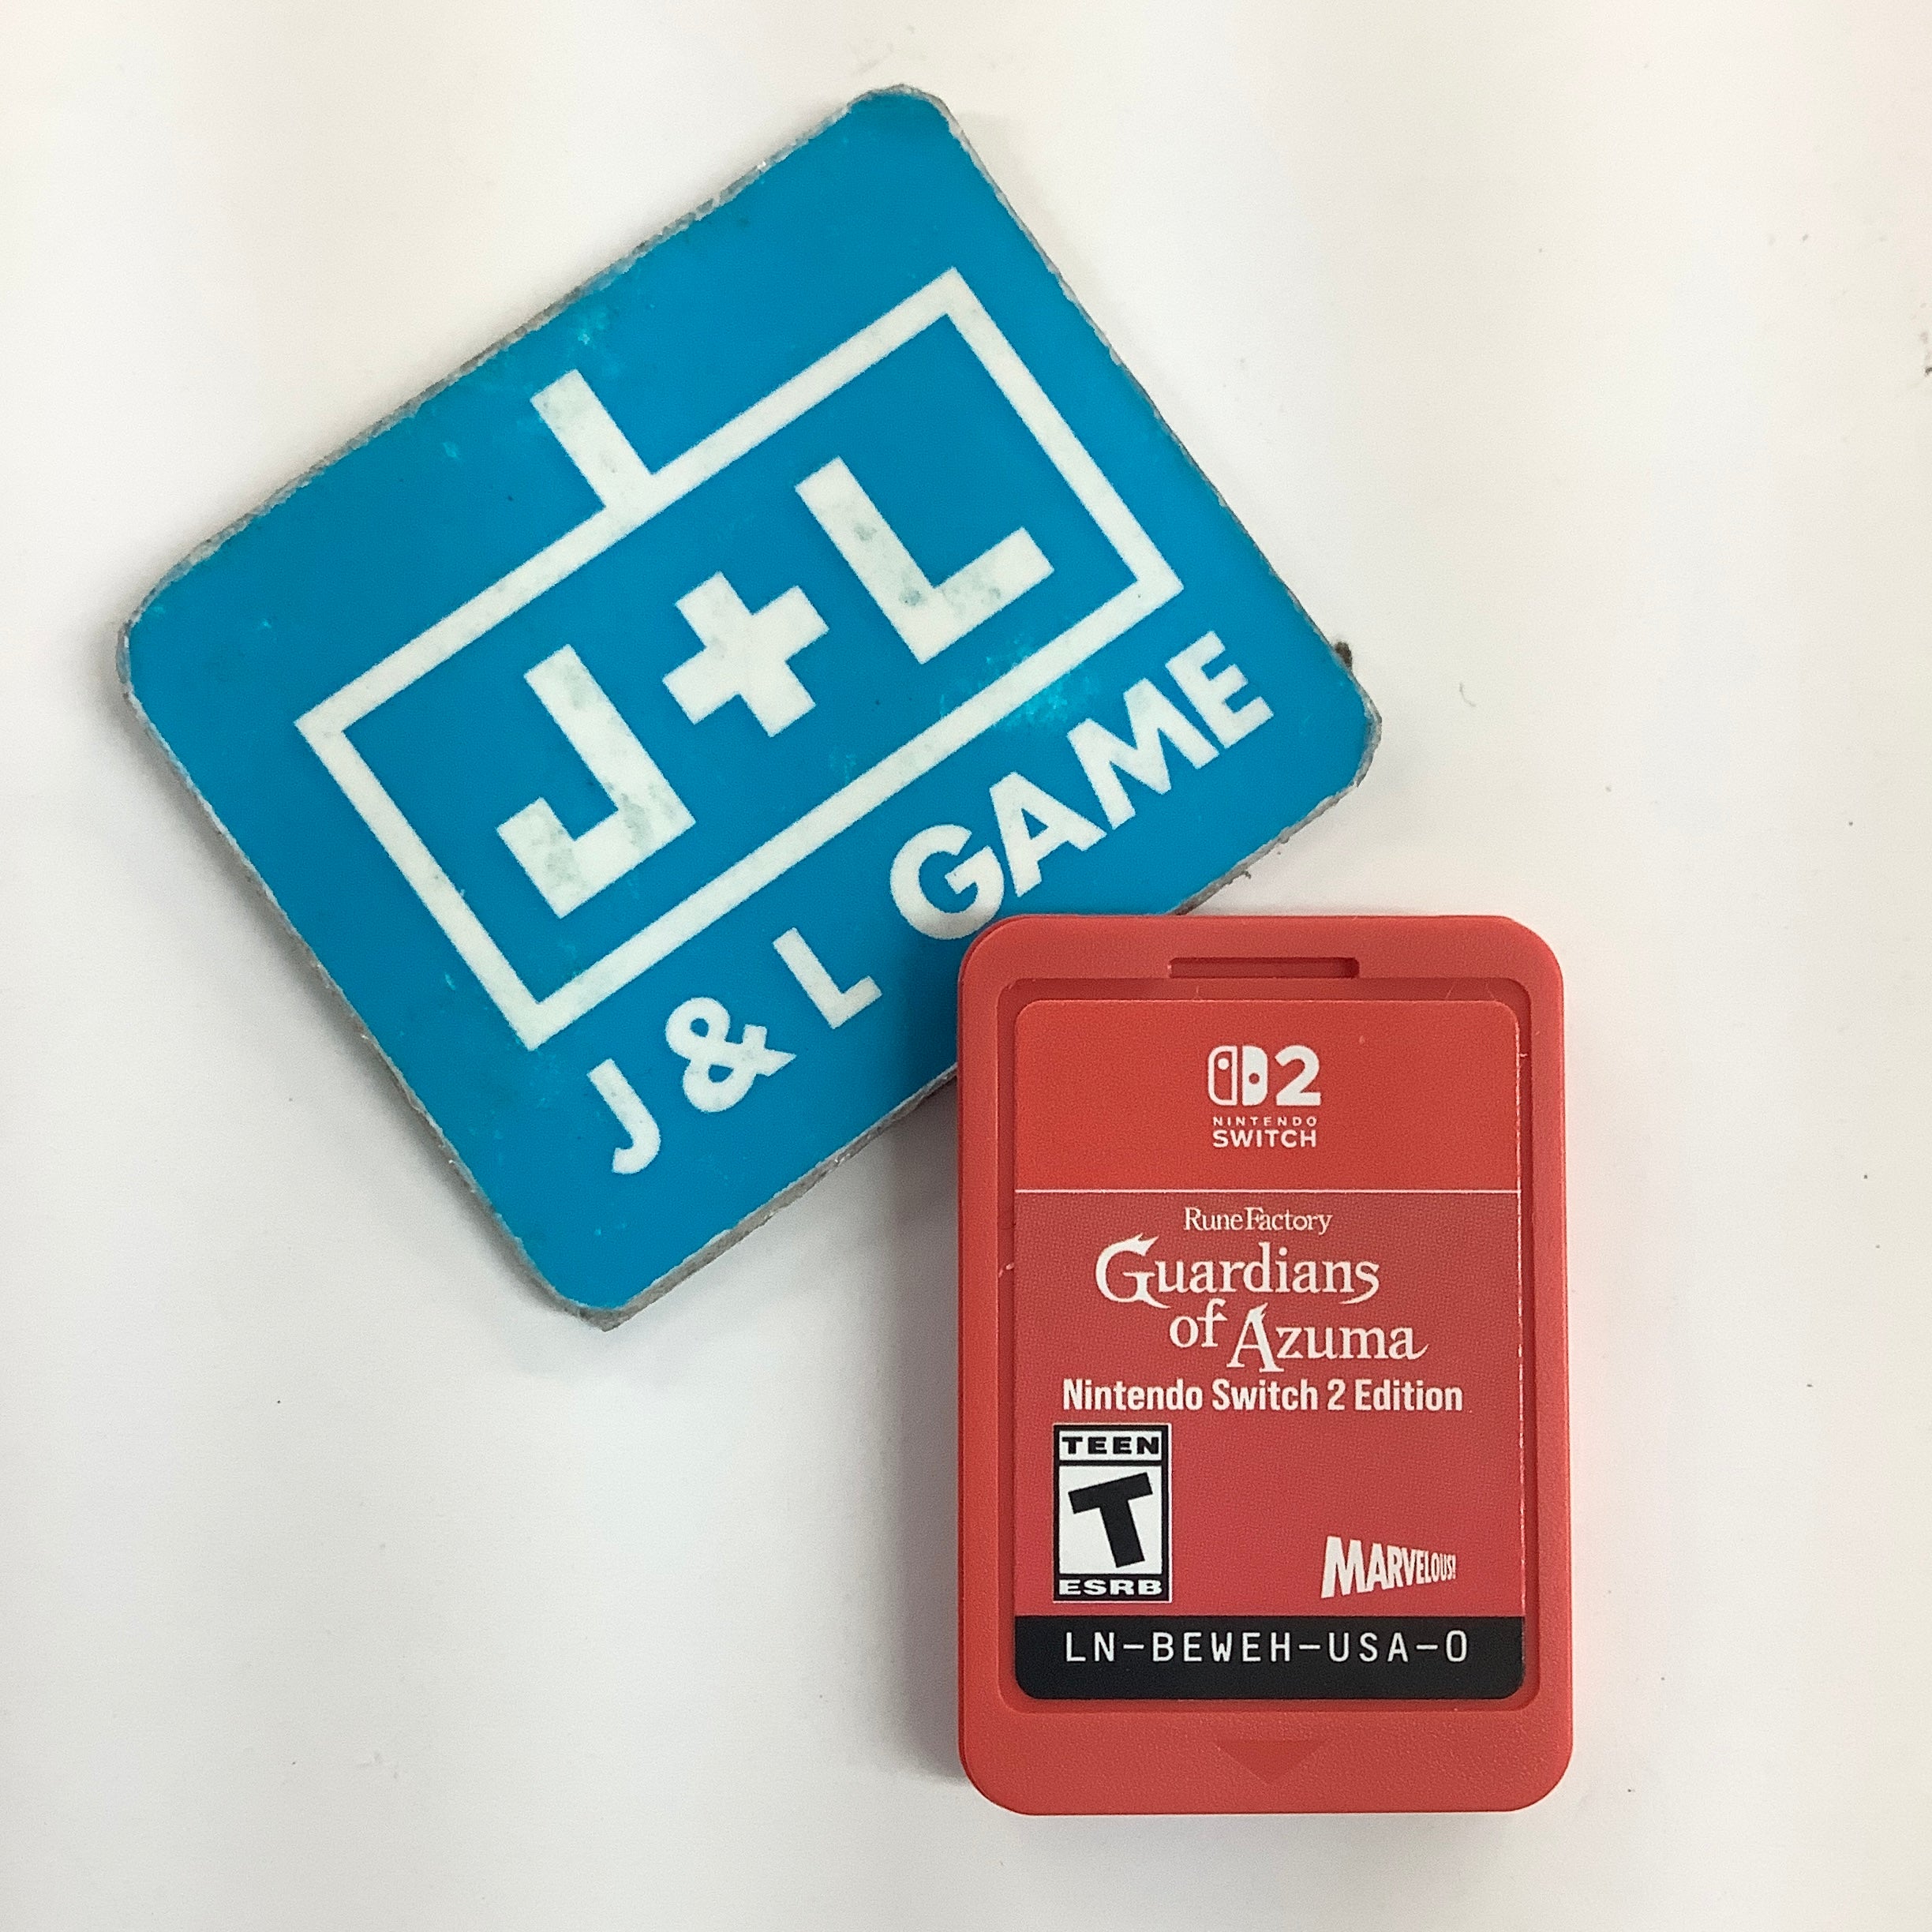 J+L
J & L GAME
2
NINTENDO
SWITCH
Rune Factory
Guardians
of Azuma
Nintendo Switch 2 Edition
TEEN
T
ESRB
MARVELOUS!
LN-BEWEH-USA-0